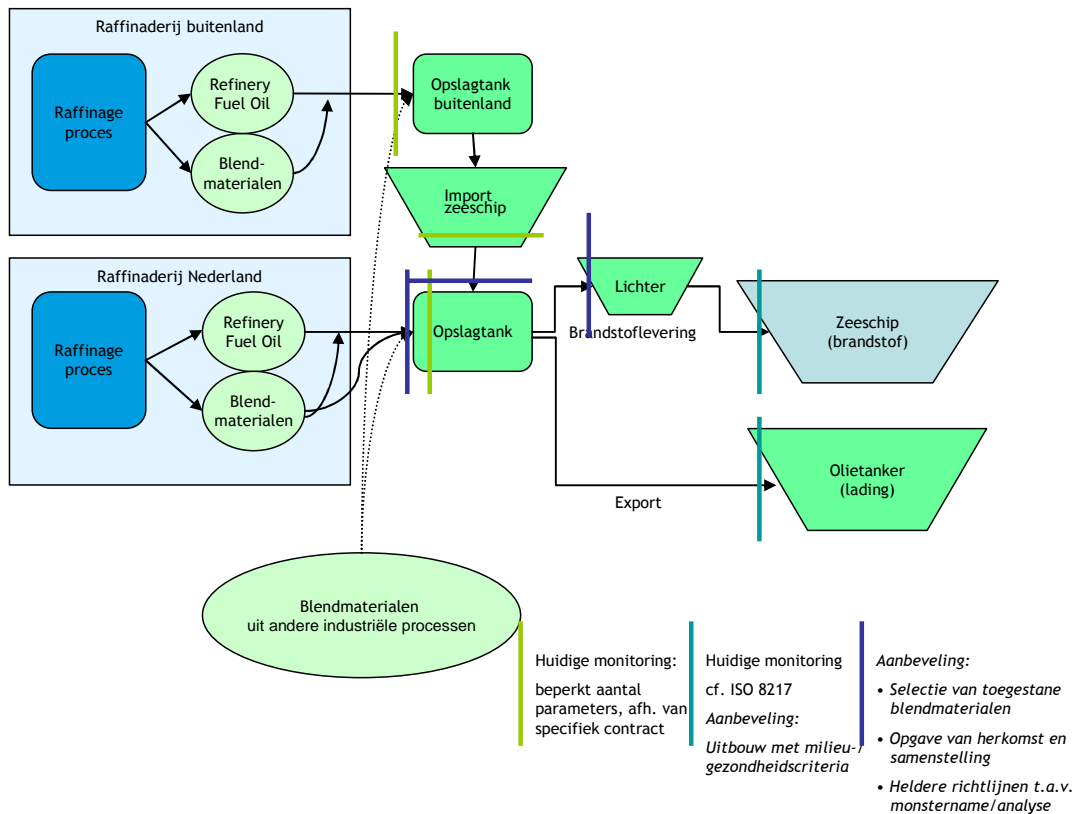 Raffinaderij buitenland
Raffinage
proces
Refinery
Fuel Oil
Blend-
materialen
Opslagtank
buitenland
Import
zeeschip
Raffinaderij Nederland
Raffinage
proces
Refinery
Fuel Oil
Blend-
materialen
Opslagtank
Lichter
Brandstoflevering
Zeeschip
(brandstof)
Olietanker
(lading)
Export
Blendmaterialen
uit andere industriële processen
Huidige monitoring:
beperkt aantal
parameters, afh. van
specifiek contract
Huidige monitoring
cf. ISO 8217
Aanbeveling:
Uitbouw met milieu-/
gezondheidscriteria
Aanbeveling:
• Selectie van toegestane
blendmaterialen
• Opgave van herkomst en
samenstelling
• Heldere richtlijnen t.a.v.
monstername/analyse